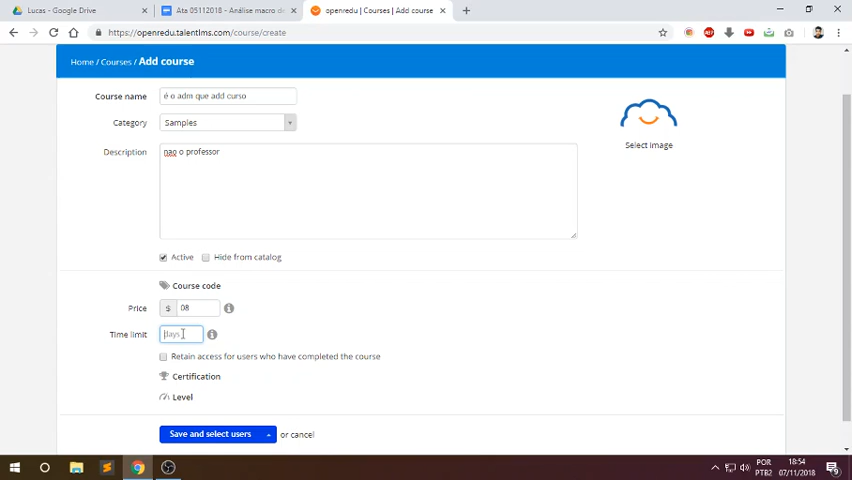 Lucas - Google Drive
Ata 05112018 - Análise macro de
openredu | Courses | Add course
https://openredu.talentlms.com/course/create
Home / Courses / Add course
Course name
é o adm que add curso
Category
Samples
Select image
Description
nao o professor
Active
Hide from catalog
Course code
Price
$
08
Time limit
days
Retain access for users who have completed the course
Certification
Level
Save and select users
or cancel
POR
PTB2
18:54
07/11/2018